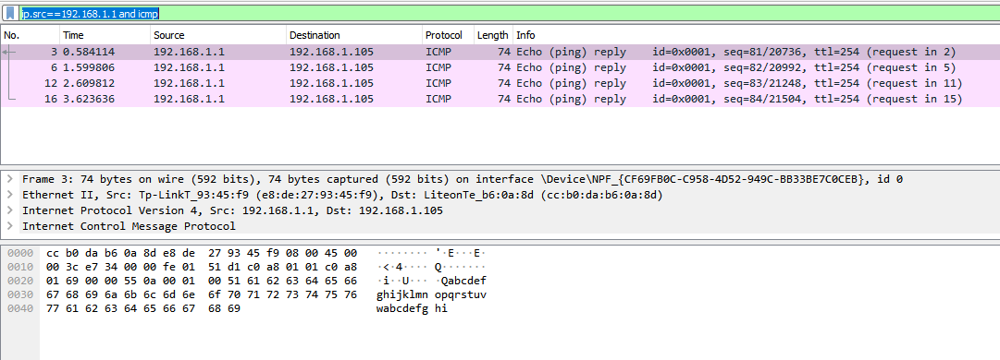 ip.src==192.168.1.1 and icmp
No. Time Source Destination Protocol Length Info
3 0.584114 192.168.1.1 192.168.1.105 ICMP 74 Echo (ping) reply id=0x0001, seq=81/20736, ttl=254 (request in 2)
6 1.599806 192.168.1.1 192.168.1.105 ICMP 74 Echo (ping) reply id=0x0001, seq=82/20992, ttl=254 (request in 5)
12 2.609812 192.168.1.1 192.168.1.105 ICMP 74 Echo (ping) reply id=0x0001, seq=83/21248, ttl=254 (request in 11)
16 3.623636 192.168.1.1 192.168.1.105 ICMP 74 Echo (ping) reply id=0x0001, seq=84/21504, ttl=254 (request in 15)
Frame 3: 74 bytes on wire (592 bits), 74 bytes captured (592 bits) on interface \Device\NPF_{CF69FB0C-C958-4D52-949C-BB33BE7C0CEB}, id 0
Ethernet II, Src: Tp-LinkT_93:45:f9 (e8:de:27:93:45:f9), Dst: LiteonTe_b6:0a:8d (cc:b0:da:b6:0a:8d)
Internet Protocol Version 4, Src: 192.168.1.1, Dst: 192.168.1.105
Internet Control Message Protocol
0000 cc b0 da b6 0a 8d e8 de 27 93 45 f9 08 00 45 00 ········ '·E···E·
0010 00 3c e7 34 00 00 fe 01 51 d1 c0 a8 01 01 c0 a8 ·<·4···· Q·······
0020 01 69 00 00 55 0a 00 01 00 51 61 62 63 64 65 66 ·i··U··· ·Qabcdef
0030 67 68 69 6a 6b 6c 6d 6e 6f 70 71 72 73 74 75 76 ghijklmn opqrstuv
0040 77 61 62 63 64 65 66 67 68 69 wabcdefg hi